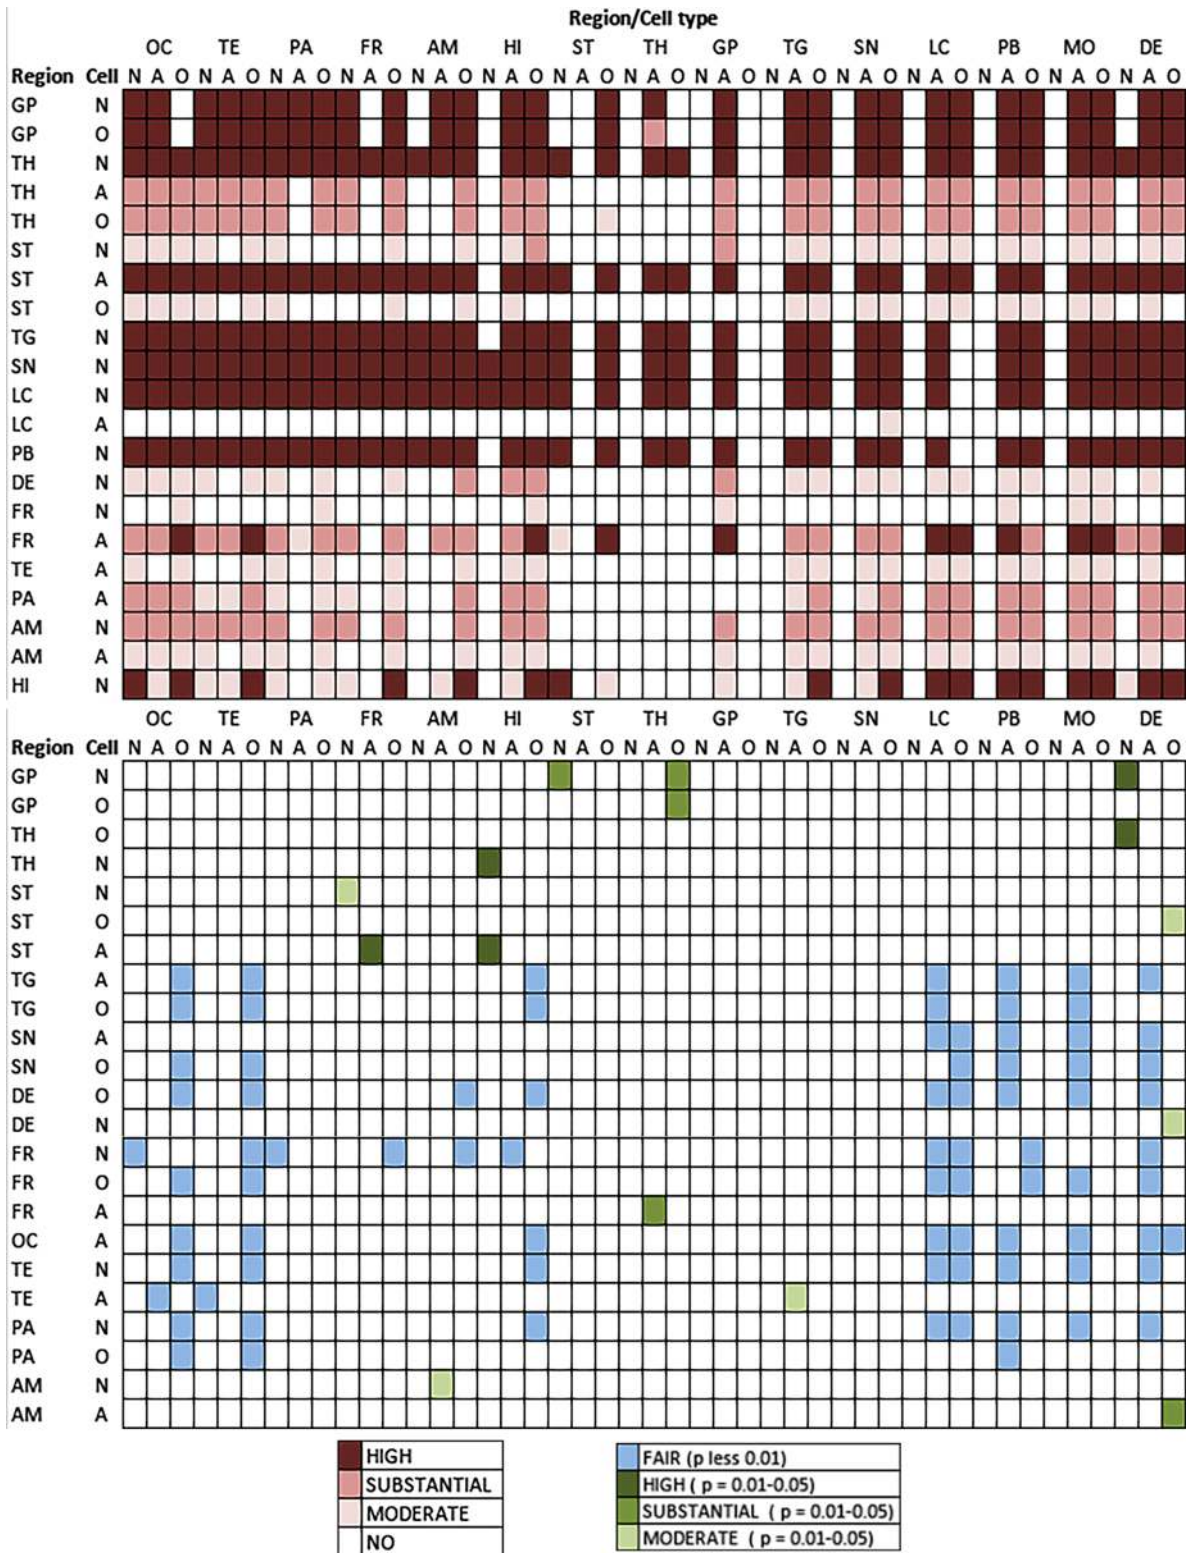 Region/Cell type
OC TE PA FR AM HI ST TH GP TG SN LC PB MO DE
Region Cell N A O N A O N A O N A O N A O N A O N A O N A O N A O N A O N A O N A O N A O N A O N A O
GP N
GP O
TH N
TH A
TH O
ST N
ST A
ST O
TG N
SN N
LC N
LC A
PB N
DE N
FR N
FR A
TE A
PA A
AM N
AM A
HI N
OC TE PA FR AM HI ST TH GP TG SN LC PB MO DE
Region Cell N A O N A O N A O N A O N A O N A O N A O N A O N A O N A O N A O N A O N A O N A O N A O
GP N
GP O
TH O
TH N
ST N
ST O
ST A
TG A
TG O
SN A
SN O
DE O
DE N
FR N
FR O
FR A
OC A
TE N
TE A
PA N
PA O
AM N
AM A
HIGH
SUBSTANTIAL
MODERATE
NO
FAIR (p less 0.01)
HIGH ( p = 0.01-0.05)
SUBSTANTIAL ( p = 0.01-0.05)
MODERATE ( p = 0.01-0.05)